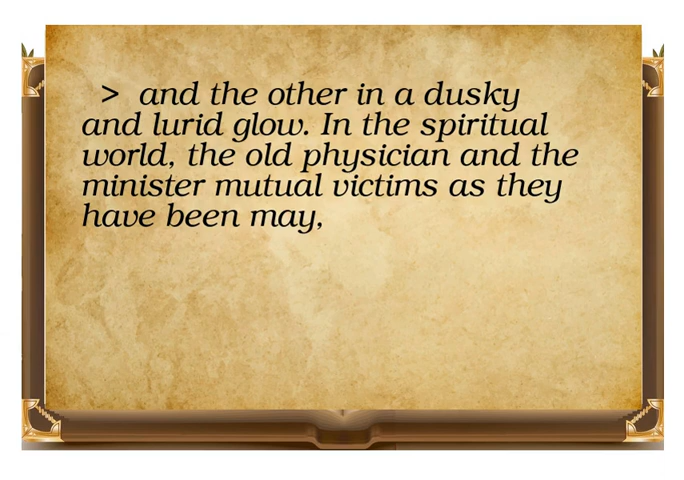 > and the other in a dusky
and lurid glow. In the spiritual
world, the old physician and the
minister mutual victims as they
have been may,